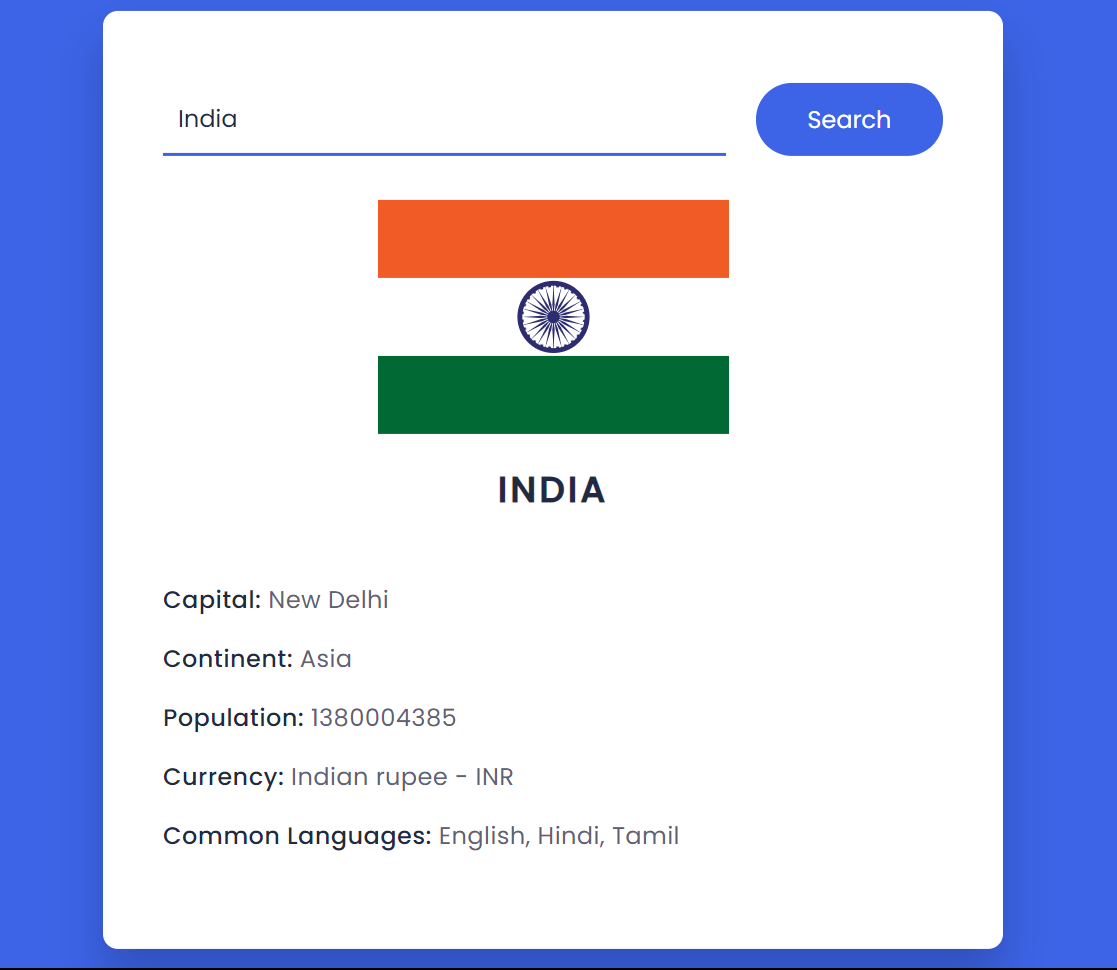 India
Search
INDIA
Capital: New Delhi
Continent: Asia
Population: 1380004385
Currency: Indian rupee - INR
Common Languages: English, Hindi, Tamil